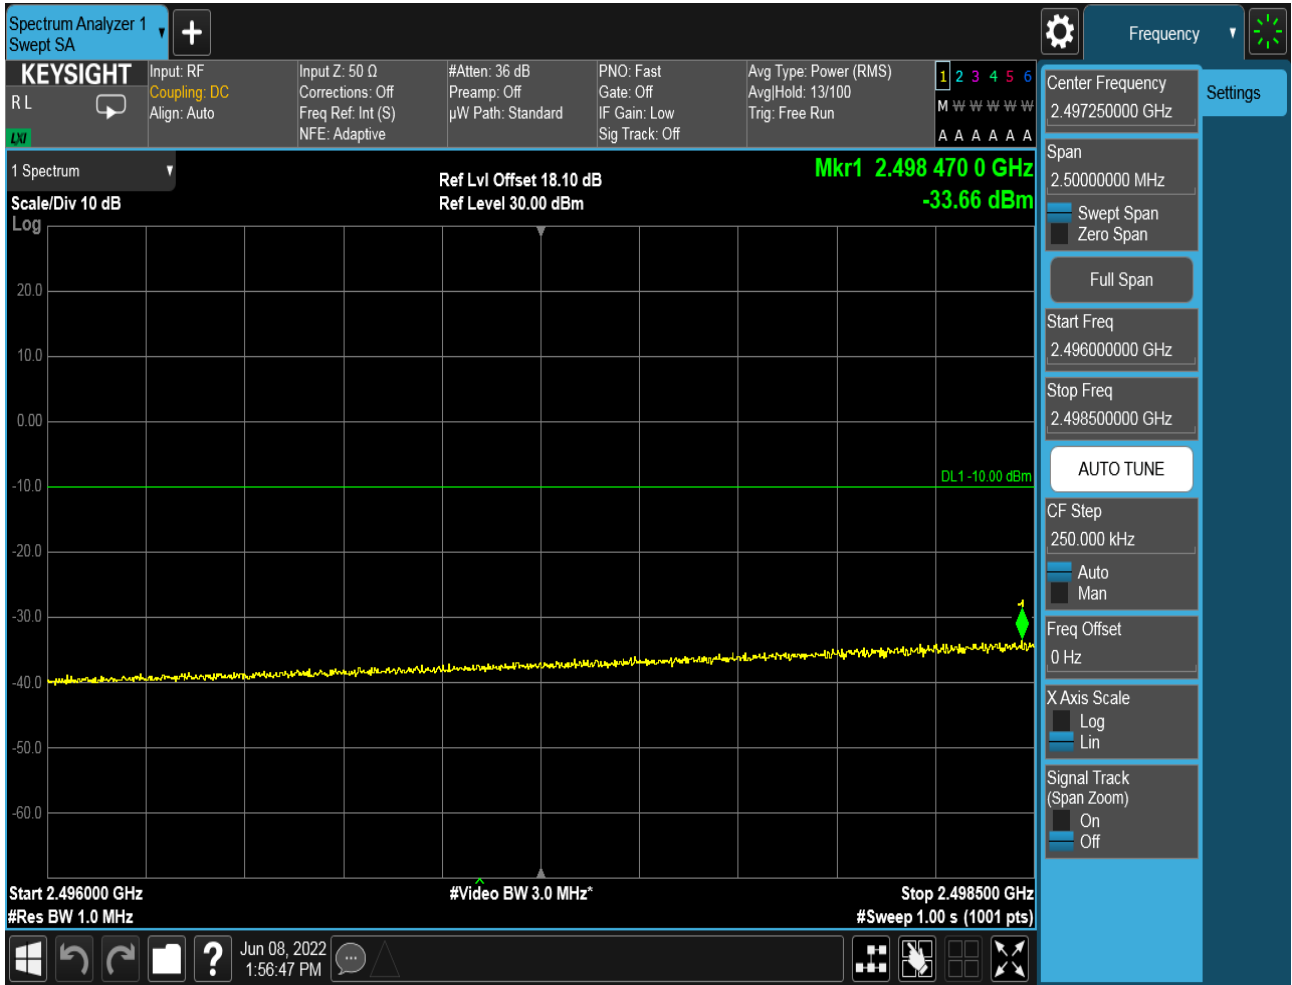 Spectrum Analyzer 1
Swept SA
Frequency
KEYSIGHT
R L
LXI
Input: RF
Coupling: DC
Align: Auto
Input Z: 50 Ω
Corrections: Off
Freq Ref: Int (S)
NFE: Adaptive
#Atten: 36 dB
Preamp: Off
µW Path: Standard
PNO: Fast
Gate: Off
IF Gain: Low
Sig Track: Off
Avg Type: Power (RMS)
Avg|Hold: 13/100
Trig: Free Run
1 2 3 4 5 6
M W W W W W
A A A A A A
1 Spectrum
Scale/Div 10 dB
Log
Ref Lvl Offset 18.10 dB
Ref Level 30.00 dBm
Mkr1 2.498 470 0 GHz
-33.66 dBm
20.0
10.0
0.00
-10.0
DL1 -10.00 dBm
-20.0
-30.0
1
-40.0
-50.0
-60.0
Start 2.496000 GHz
#Video BW 3.0 MHz*
Stop 2.498500 GHz
#Res BW 1.0 MHz
#Sweep 1.00 s (1001 pts)
Jun 08, 2022
1:56:47 PM
Center Frequency
2.497250000 GHz
Settings
Span
2.50000000 MHz
Swept Span
Zero Span
Full Span
Start Freq
2.496000000 GHz
Stop Freq
2.498500000 GHz
AUTO TUNE
CF Step
250.000 kHz
Auto
Man
Freq Offset
0 Hz
X Axis Scale
Log
Lin
Signal Track
(Span Zoom)
On
Off